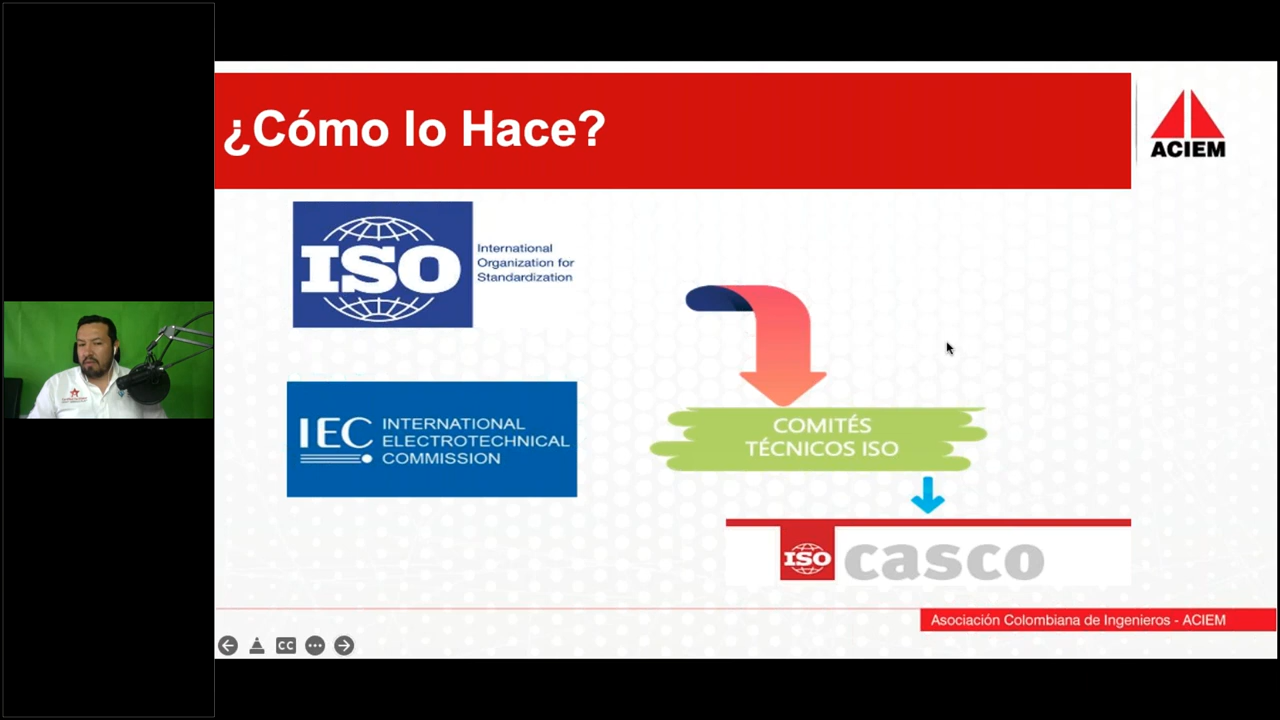 ¿Cómo lo Hace?
ACIEM
ISO
International
Organization for
Standardization
IEC
INTERNATIONAL
ELECTROTECHNICAL
COMMISSION
COMITÉS
TÉCNICOS ISO
ISO
casco
Asociación Colombiana de Ingenieros - ACIEM
CC